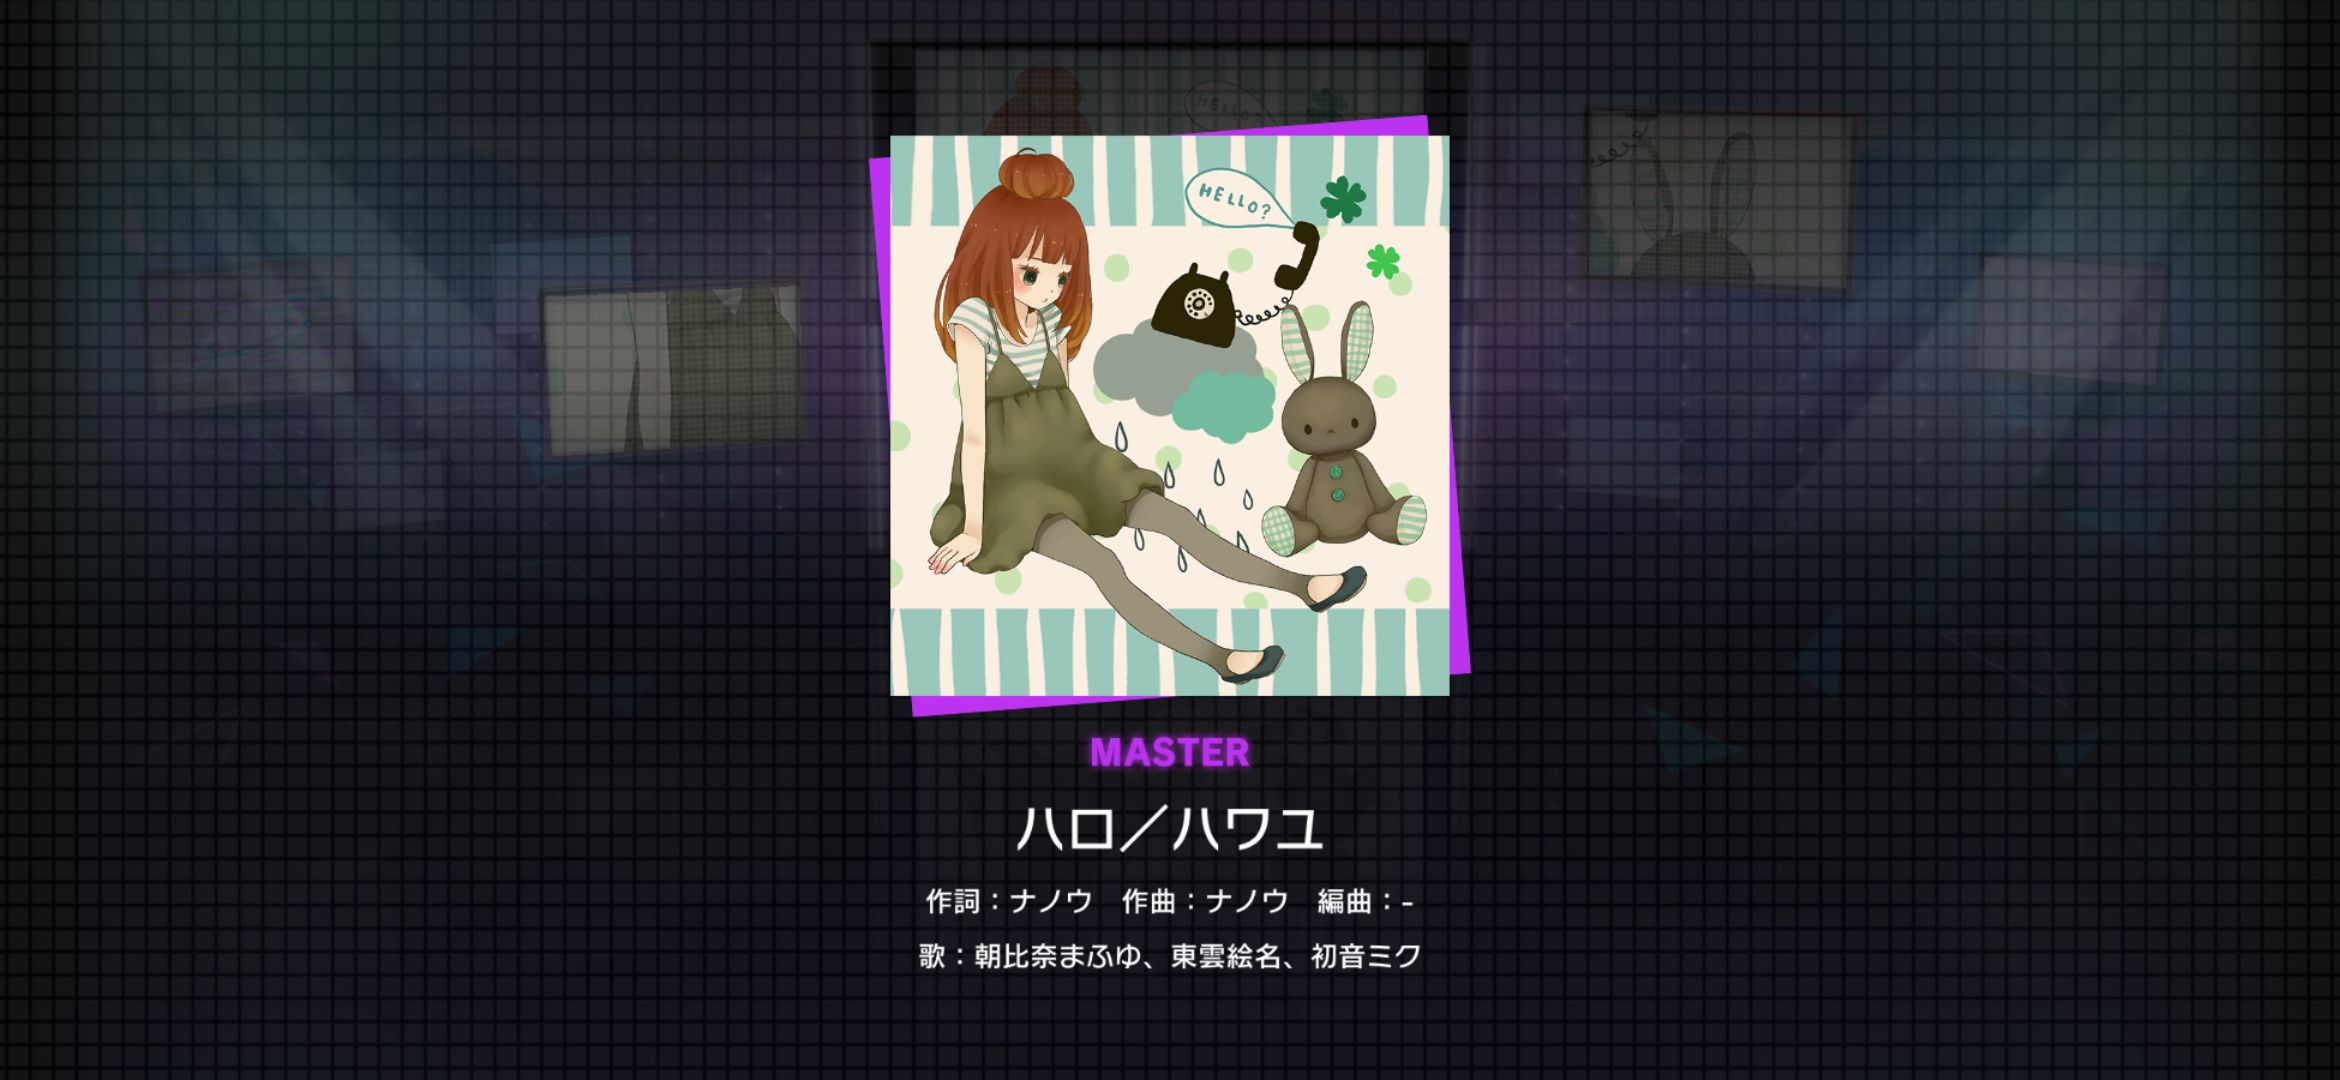 HELLO?
MASTER
ハロ／ハワユ
作詞：ナノウ　作曲：ナノウ　編曲：-
歌：朝比奈まふゆ、東雲絵名、初音ミク